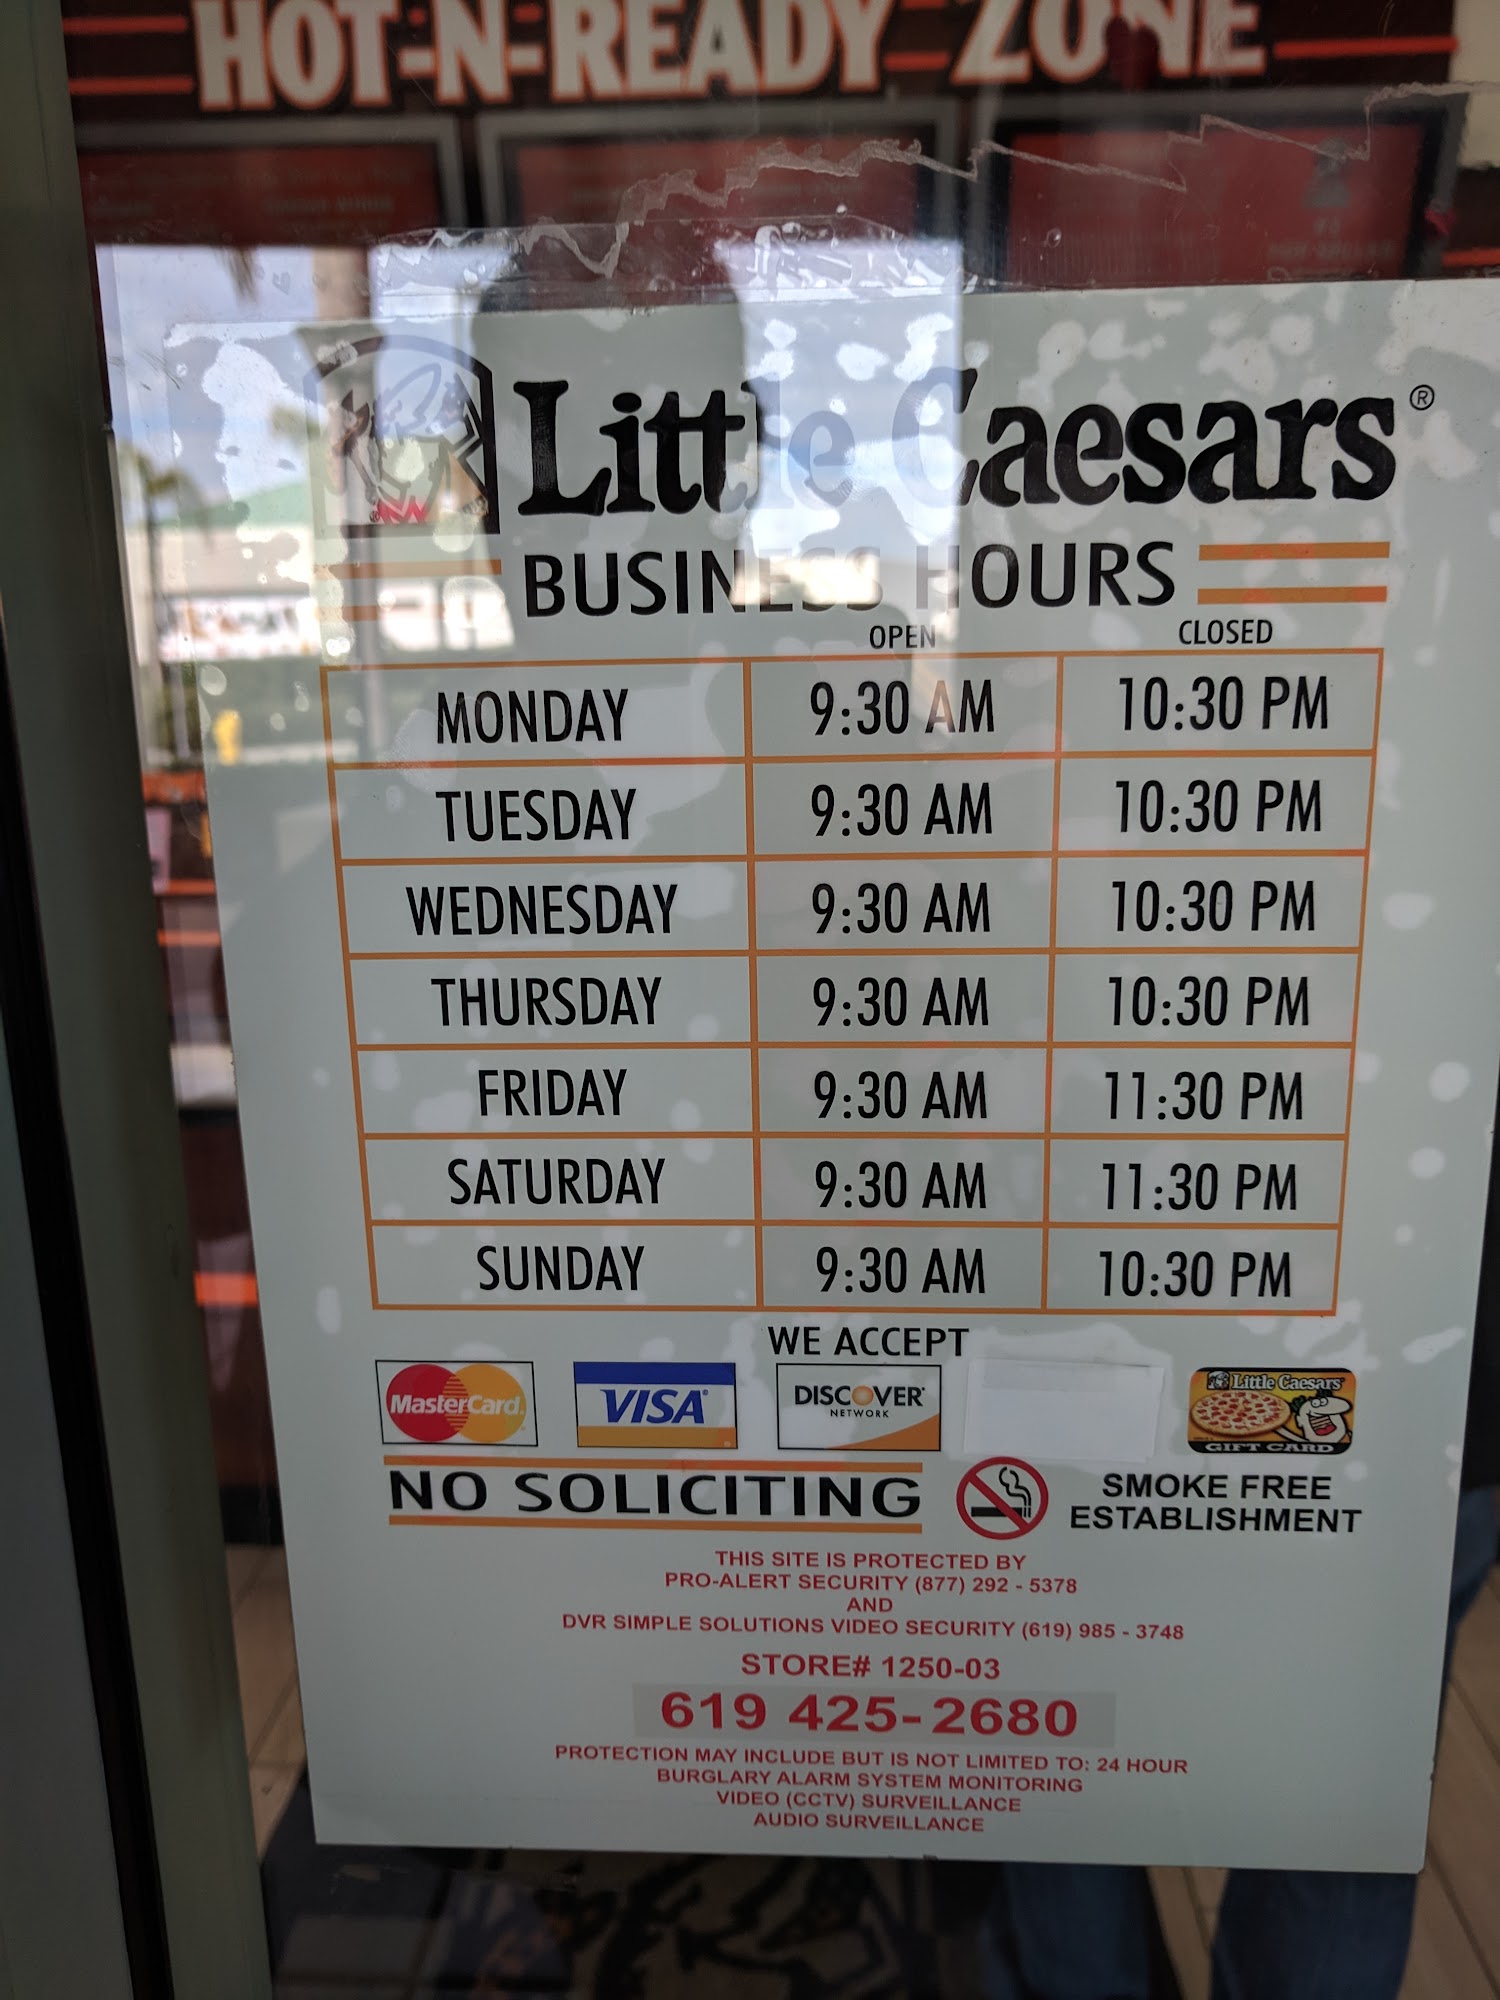 HOT-N-READY ZONE
Little Caesars®
BUSINESS HOURS
OPEN CLOSED
MONDAY 9:30 AM 10:30 PM
TUESDAY 9:30 AM 10:30 PM
WEDNESDAY 9:30 AM 10:30 PM
THURSDAY 9:30 AM 10:30 PM
FRIDAY 9:30 AM 11:30 PM
SATURDAY 9:30 AM 11:30 PM
SUNDAY 9:30 AM 10:30 PM
WE ACCEPT
MasterCard. VISA DISCOVER NETWORK Little Caesars GIFT CARD
NO SOLICITING
SMOKE FREE
ESTABLISHMENT
THIS SITE IS PROTECTED BY
PRO-ALERT SECURITY (877) 292 - 5378
AND
DVR SIMPLE SOLUTIONS VIDEO SECURITY (619) 985 - 3748
STORE# 1250-03
619 425-2680
PROTECTION MAY INCLUDE BUT IS NOT LIMITED TO: 24 HOUR
BURGLARY ALARM SYSTEM MONITORING
VIDEO (CCTV) SURVEILLANCE
AUDIO SURVEILLANCE